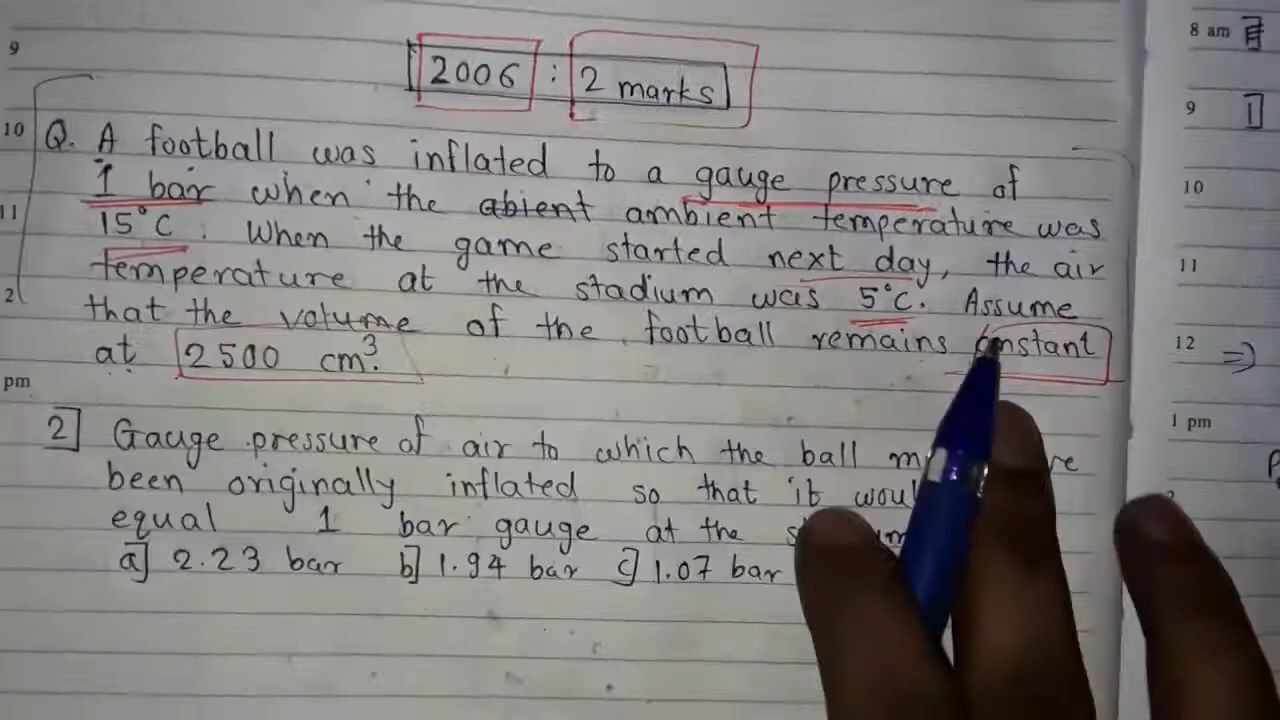 2006 : 2 marks
Q. A football was inflated to a gauge pressure of
1 bar when the abient ambient temperature was
15°C. When the game started next day, the air
temperature at the stadium was 5°C. Assume
that the volume of the football remains constant
at 2500 cm³.
2] Gauge pressure of air to which the ball
been originally inflated so that it
equal 1 bar gauge at the
a] 2.23 bar b] 1.94 bar c] 1.07 bar
9
10
11
2
pm
8 am
9
10
11
12 =>
1 pm